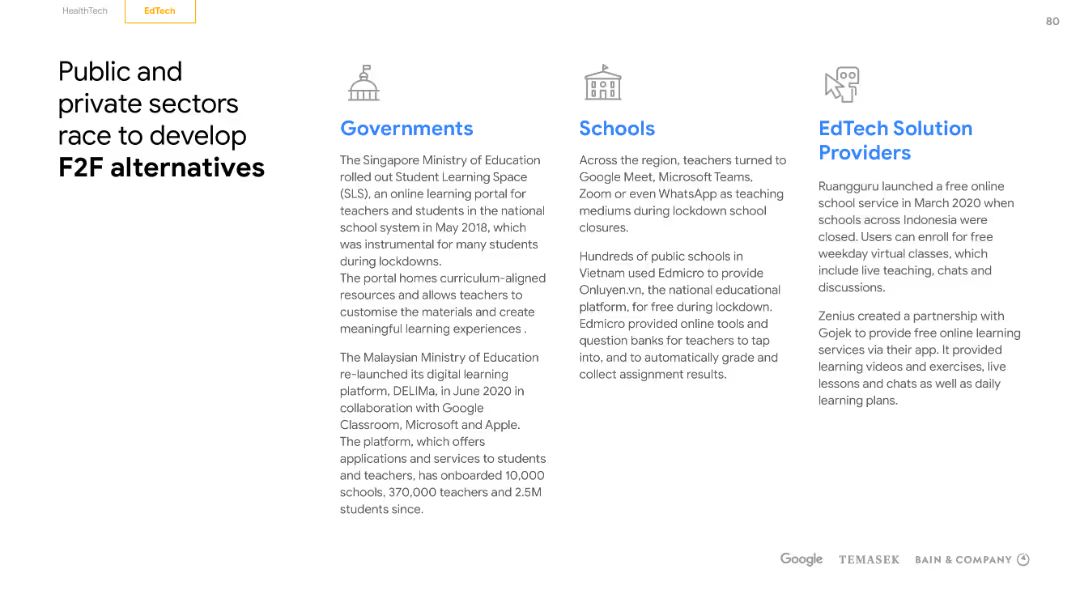 HealthTech
EdTech
80
Public and
private sectors
race to develop
F2F alternatives
Governments
The Singapore Ministry of Education
rolled out Student Learning Space
(SLS), an online learning portal for
teachers and students in the national
school system in May 2018, which
was instrumental for many students
during lockdowns.
The portal homes curriculum-aligned
resources and allows teachers to
customise the materials and create
meaningful learning experiences .
The Malaysian Ministry of Education
re-launched its digital learning
platform, DELIMa, in June 2020 in
collaboration with Google
Classroom, Microsoft and Apple.
The platform, which offers
applications and services to students
and teachers, has onboarded 10,000
schools, 370,000 teachers and 2.5M
students since.
Schools
Across the region, teachers turned to
Google Meet, Microsoft Teams,
Zoom or even WhatsApp as teaching
mediums during lockdown school
closures.
Hundreds of public schools in
Vietnam used Edmicro to provide
Onluyen.vn, the national educational
platform, for free during lockdown.
Edmicro provided online tools and
question banks for teachers to tap
into, and to automatically grade and
collect assignment results.
EdTech Solution
Providers
Ruangguru launched a free online
school service in March 2020 when
schools across Indonesia were
closed. Users can enroll for free
weekday virtual classes, which
include live teaching, chats and
discussions.
Zenius created a partnership with
Gojek to provide free online learning
services via their app. It provided
learning videos and exercises, live
lessons and chats as well as daily
learning plans.
Google TEMASEK BAIN & COMPANY